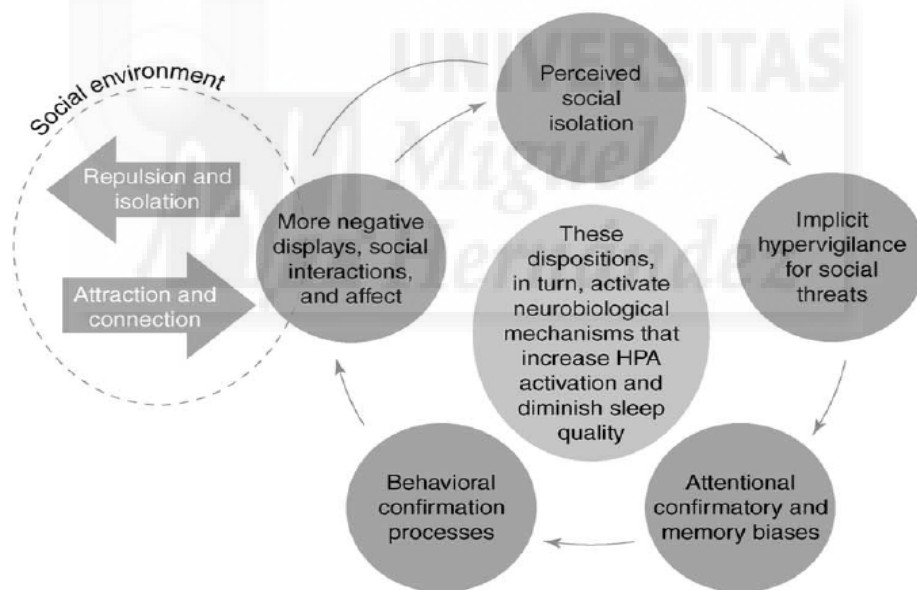 UNIVERSITAS
Miguel
Hernández
Social environment
Repulsion and
isolation
Attraction and
connection
More negative
displays, social
interactions,
and affect
Perceived
social
isolation
Implicit
hypervigilance
for social
threats
Attentional
confirmatory and
memory biases
Behavioral
confirmation
processes
These
dispositions,
in turn, activate
neurobiological
mechanisms that
increase HPA
activation and
diminish sleep
quality